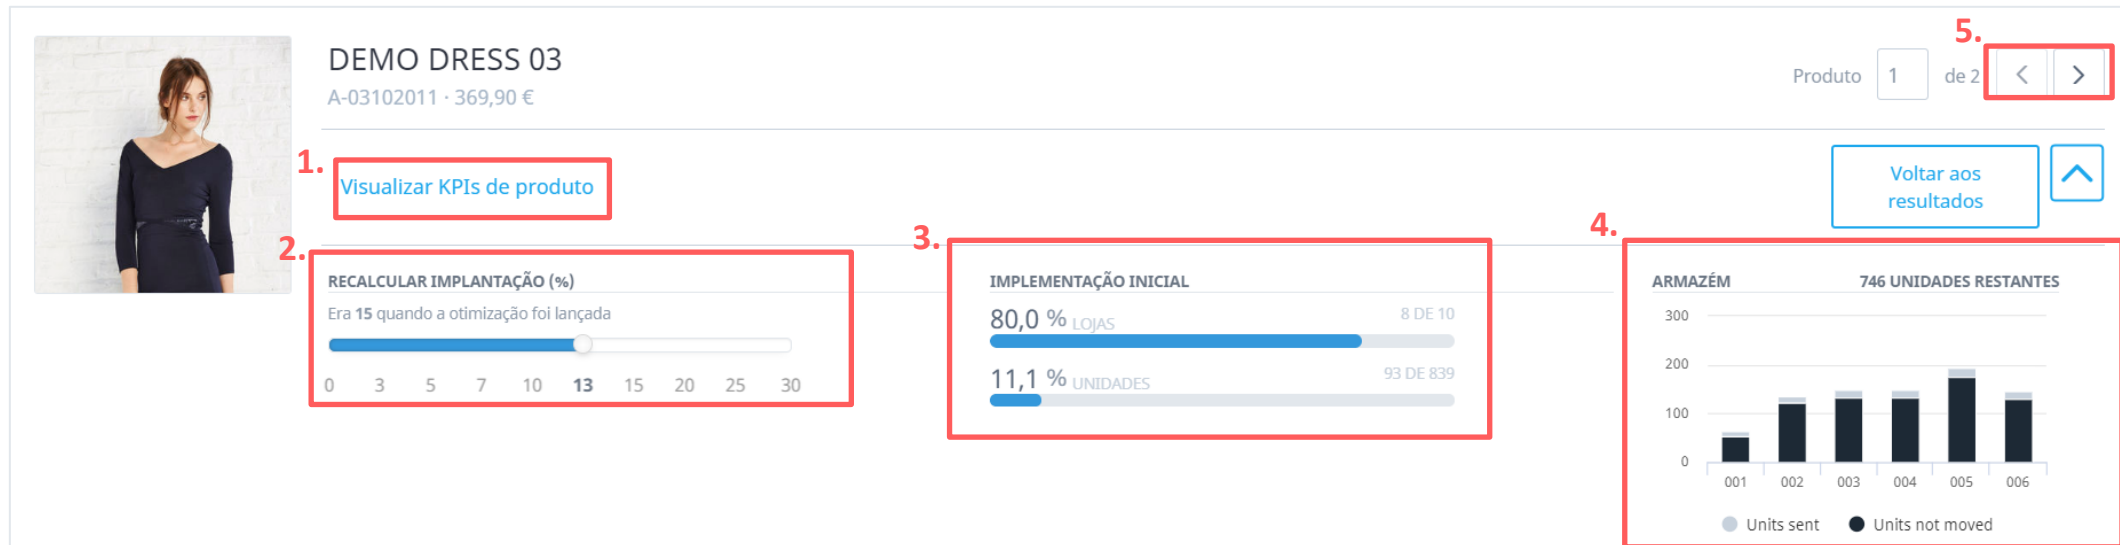 5.
DEMO DRESS 03
A-03102011 · 369,90 €
Produto 1 de 2
1.
Visualizar KPIs de produto
Voltar aos
resultados
2.
RECALCULAR IMPLANTAÇÃO (%)
Era 15 quando a otimização foi lançada
0 3 5 7 10 13 15 20 25 30
3.
IMPLEMENTAÇÃO INICIAL
80,0 % LOJAS 8 DE 10
11,1 % UNIDADES 93 DE 839
4.
ARMAZÉM 746 UNIDADES RESTANTES
300
200
100
0
001 002 003 004 005 006
Units sent Units not moved